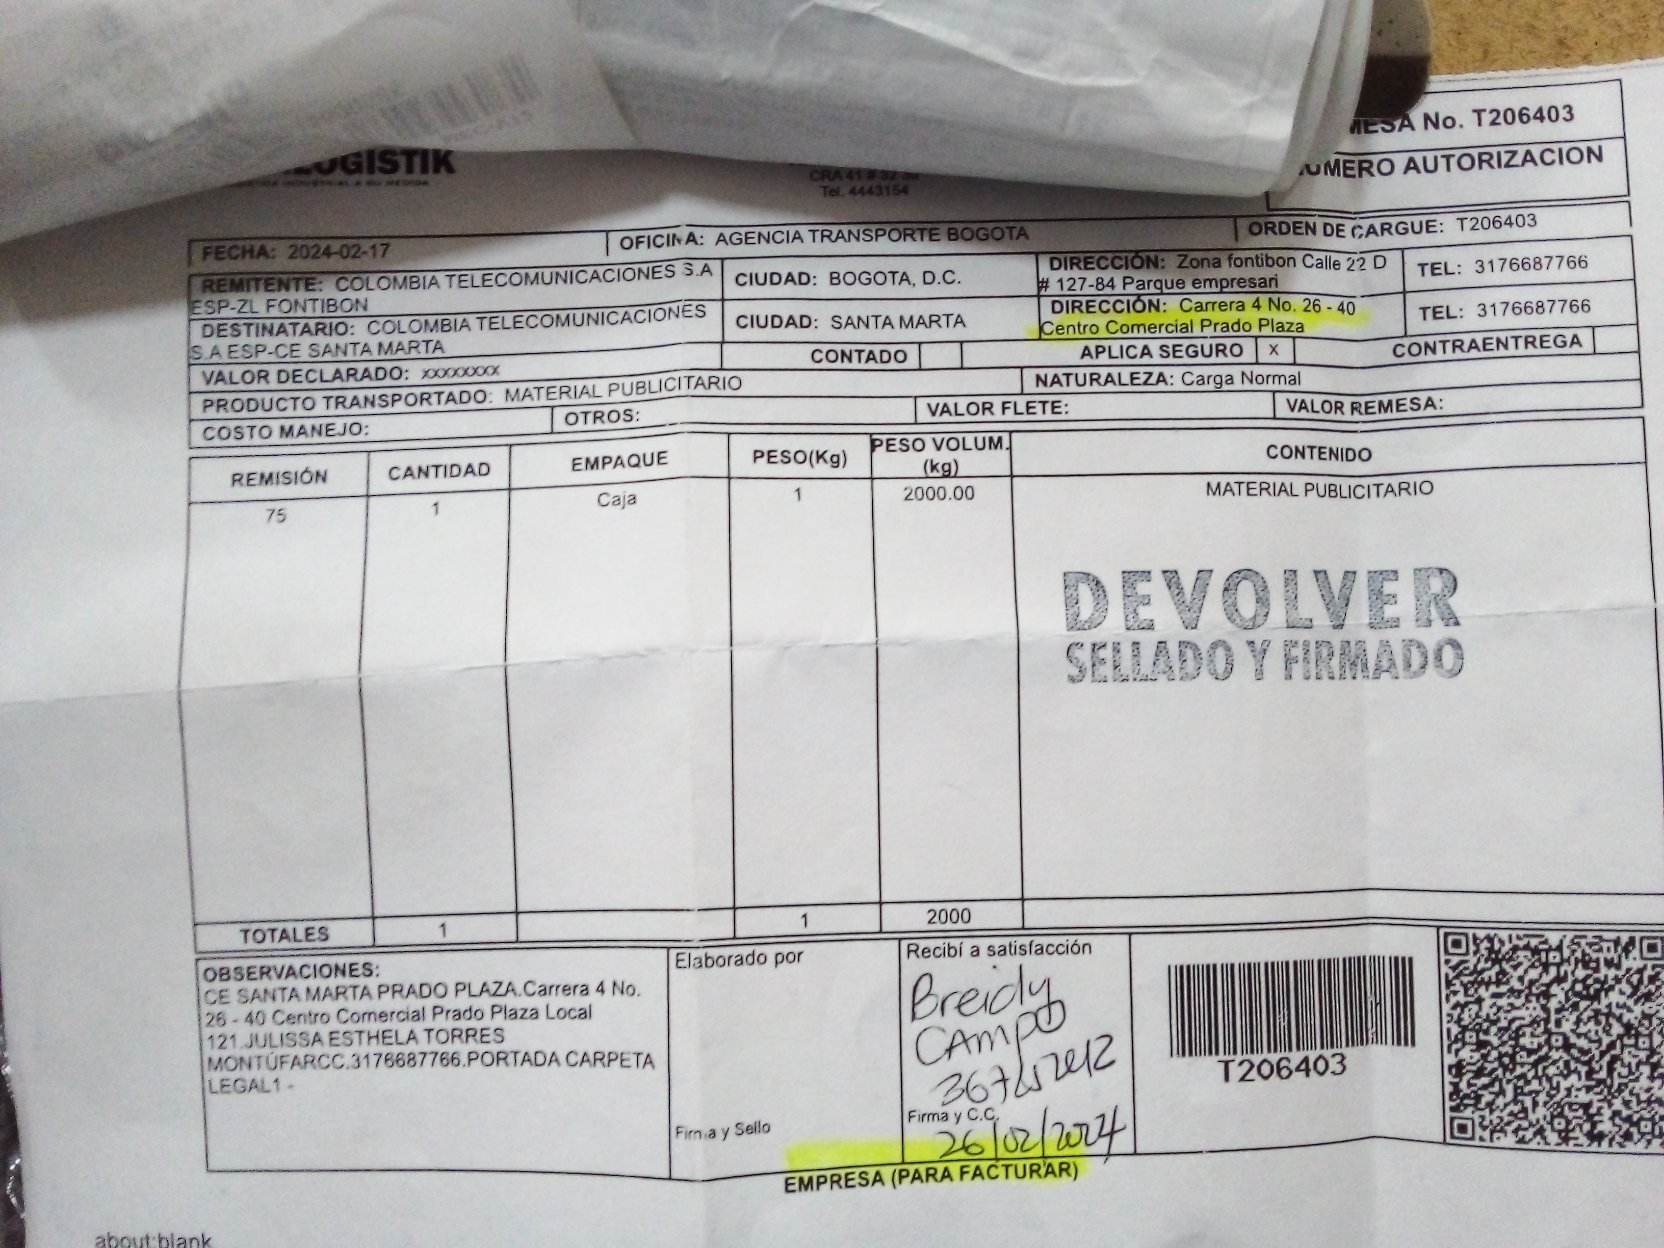 LOGISTIK
CRA 41 # 32
Tel. 4443154
MESA No. T206403
NUMERO AUTORIZACION
FECHA: 2024-02-17
OFICINA: AGENCIA TRANSPORTE BOGOTA
ORDEN DE CARGUE: T206403
REMITENTE: COLOMBIA TELECOMUNICACIONES S.A
ESP-ZL FONTIBON
CIUDAD: BOGOTA, D.C.
DIRECCIÓN: Zona fontibon Calle 22 D
# 127-84 Parque empresari
TEL: 3176687766
DESTINATARIO: COLOMBIA TELECOMUNICACIONES
S.A ESP-CE SANTA MARTA
CIUDAD: SANTA MARTA
DIRECCIÓN: Carrera 4 No. 26 - 40
Centro Comercial Prado Plaza
TEL: 3176687766
VALOR DECLARADO: xxxxxxxx
CONTADO
APLICA SEGURO x
CONTRAENTREGA
PRODUCTO TRANSPORTADO: MATERIAL PUBLICITARIO
NATURALEZA: Carga Normal
COSTO MANEJO:
OTROS:
VALOR FLETE:
VALOR REMESA:
REMISIÓN
CANTIDAD
EMPAQUE
PESO(Kg)
PESO VOLUM.
(kg)
CONTENIDO
75
1
Caja
1
2000.00
MATERIAL PUBLICITARIO
DEVOLVER
SELLADO Y FIRMADO
TOTALES
1
1
2000
OBSERVACIONES:
CE SANTA MARTA PRADO PLAZA.Carrera 4 No.
26 - 40 Centro Comercial Prado Plaza Local
121.JULISSA ESTHELA TORRES
MONTÚFARCC.3176687766.PORTADA CARPETA
LEGAL1 -
Elaborado por
Firma y Sello
Recibí a satisfacción
Breidy
CAmpo
Firma y C.C.
26/02/2024
T206403
EMPRESA (PARA FACTURAR)
about:blank